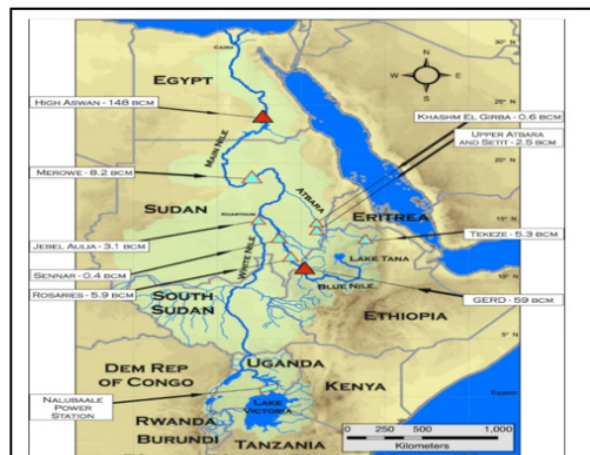 CAIRO
30° N
N
W
E
S
EGYPT
HIGH ASWAN - 148 BCM
25° N
KHASHM EL GIRBA - 0.6 BCM
UPPER ATBARA
AND SETIT - 2.5 BCM
MAIN NILE
20° N
MEROWE - 8.2 BCM
ATBARA
SUDAN
KHARTOUM
ERITREA
15° N
JEBEL AULIA - 3.1 BCM
TEKEZE - 5.3 BCM
SENNAR - 0.4 BCM
WHITE NILE
LAKE TANA
10° N
ROSARIES - 5.9 BCM
BLUE NILE
GERD - 59 BCM
SOUTH
SUDAN
ETHIOPIA
5° N
UGANDA
DEM REP
OF CONGO
KENYA
Equator
NALUBAALE
POWER
STATION
LAKE
VICTORIA
RWANDA
BURUNDI
TANZANIA
0 250 500 1,000
Kilometers